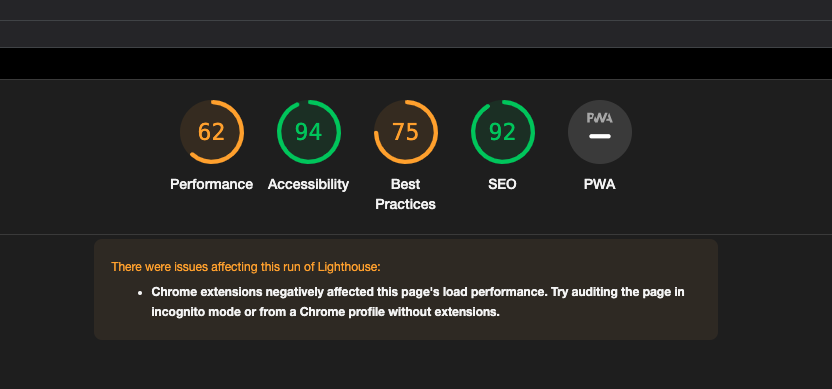 62 94 75 92 PWA
Performance Accessibility Best Practices SEO PWA
There were issues affecting this run of Lighthouse:
• Chrome extensions negatively affected this page's load performance. Try auditing the page in
incognito mode or from a Chrome profile without extensions.